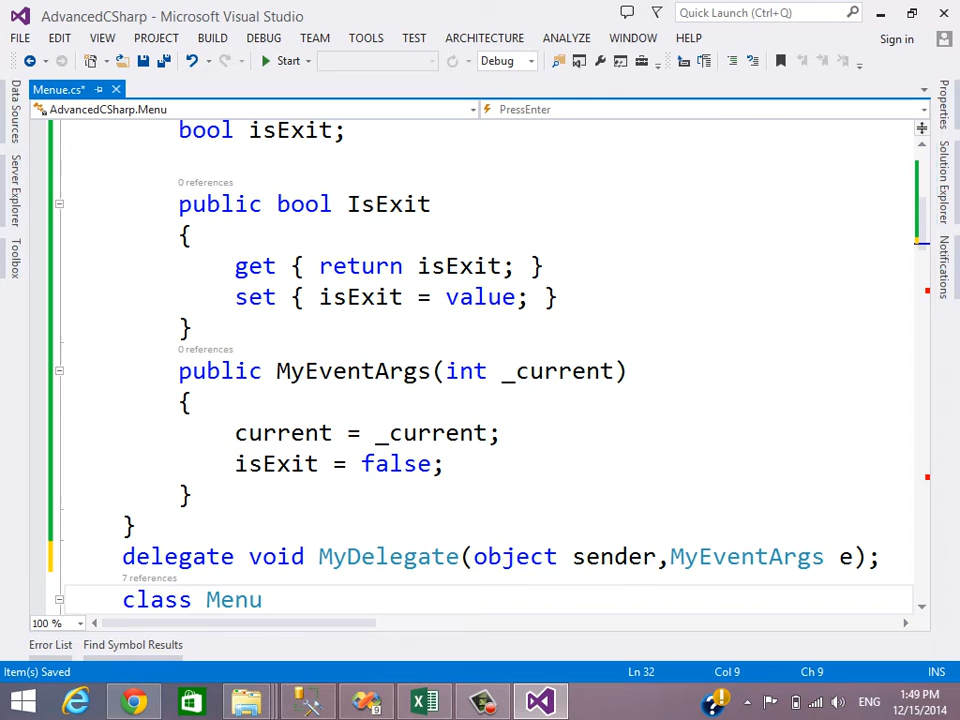 AdvancedCSharp - Microsoft Visual Studio
Quick Launch (Ctrl+Q)
FILE EDIT VIEW PROJECT BUILD DEBUG TEAM TOOLS TEST ARCHITECTURE ANALYZE WINDOW HELP
Sign in
Start
Debug
Menue.cs*
AdvancedCSharp.Menu
PressEnter
Data Sources
Server Explorer
Toolbox
Properties
Solution Explorer
Notifications
bool isExit;
0 references
public bool IsExit
{
get { return isExit; }
set { isExit = value; }
}
0 references
public MyEventArgs(int _current)
{
current = _current;
isExit = false;
}
}
delegate void MyDelegate(object sender,MyEventArgs e);
7 references
class Menu
100 %
Error List Find Symbol Results
Item(s) Saved
Ln 32
Col 9
Ch 9
INS
ENG
1:49 PM
12/15/2014